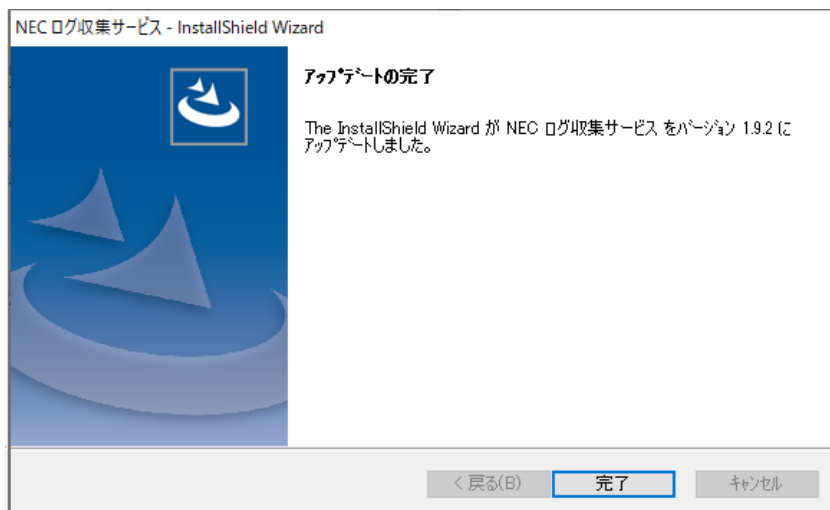 NEC ログ収集サービス - InstallShield Wizard
ｱｯﾌﾟﾃﾞｰﾄの完了
The InstallShield Wizard が NEC ログ収集サービス をﾊﾞｰｼﾞｮﾝ 1.9.2 に
ｱｯﾌﾟﾃﾞｰﾄしました。
< 戻る(B)
完了
ｷｬﾝｾﾙ